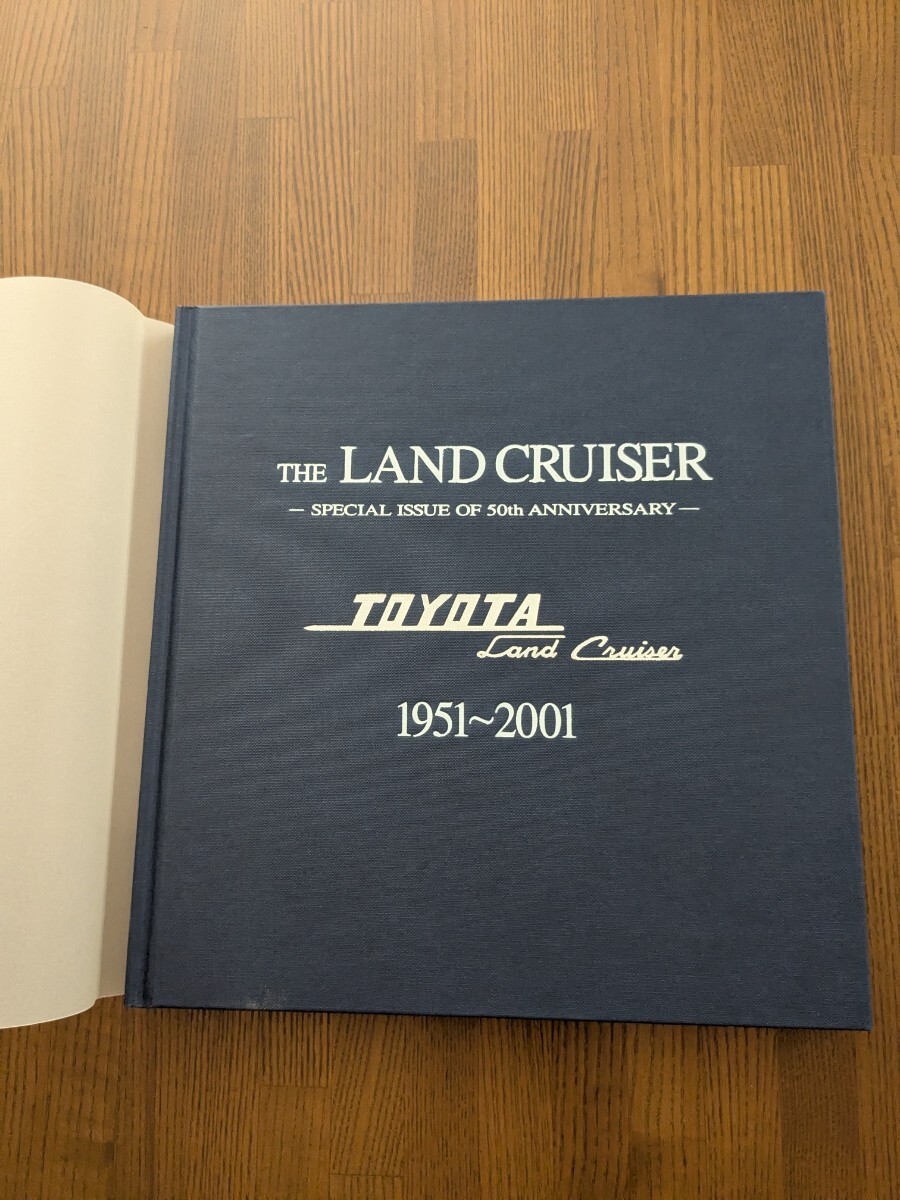 THE LAND CRUISER
— SPECIAL ISSUE OF 50th ANNIVERSARY —
TOYOTA
Land Cruiser
1951~2001